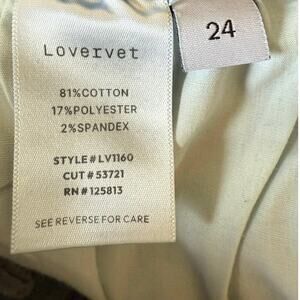 Lovervet
24
81%COTTON
17%POLYESTER
2%SPANDEX
STYLE#LV1160
CUT#53721
RN#125813
SEE REVERSE FOR CARE